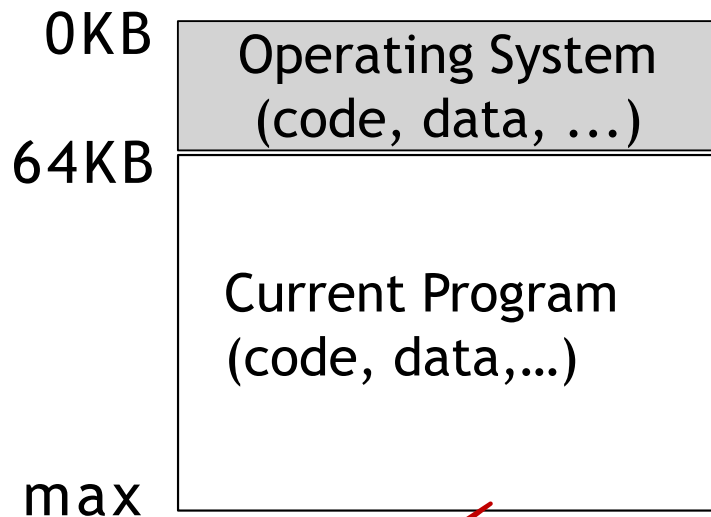 0KB
Operating System
(code, data, ...)
64KB
Current Program
(code, data,…)
max